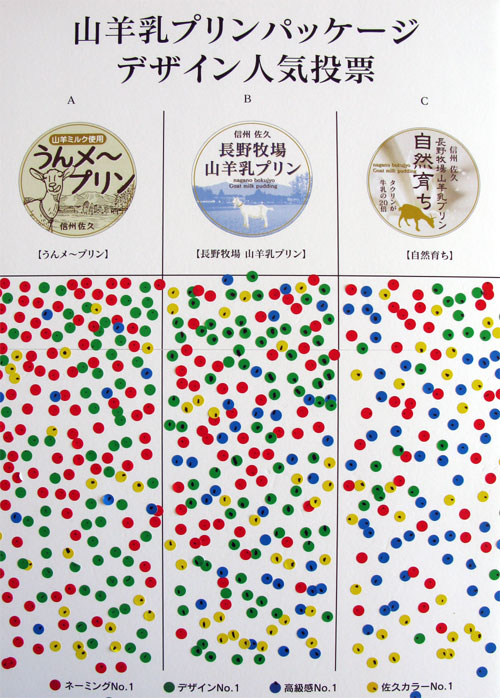 山羊乳プリンパッケージ
デザイン人気投票
A
B
C
山羊ミルク使用
うんメ〜
プリン
信州佐久
信州 佐久
長野牧場
山羊乳プリン
nagano bokujyo
Goat milk pudding
信州 佐久
長野牧場山羊乳プリン
自然育ち
nagano bokujyo
Goat milk pudding
タウリンが
牛乳の20倍
【うんメ〜プリン】
【長野牧場 山羊乳プリン】
【自然育ち】
ネーミングNo.1
デザインNo.1
高級感No.1
佐久カラーNo.1